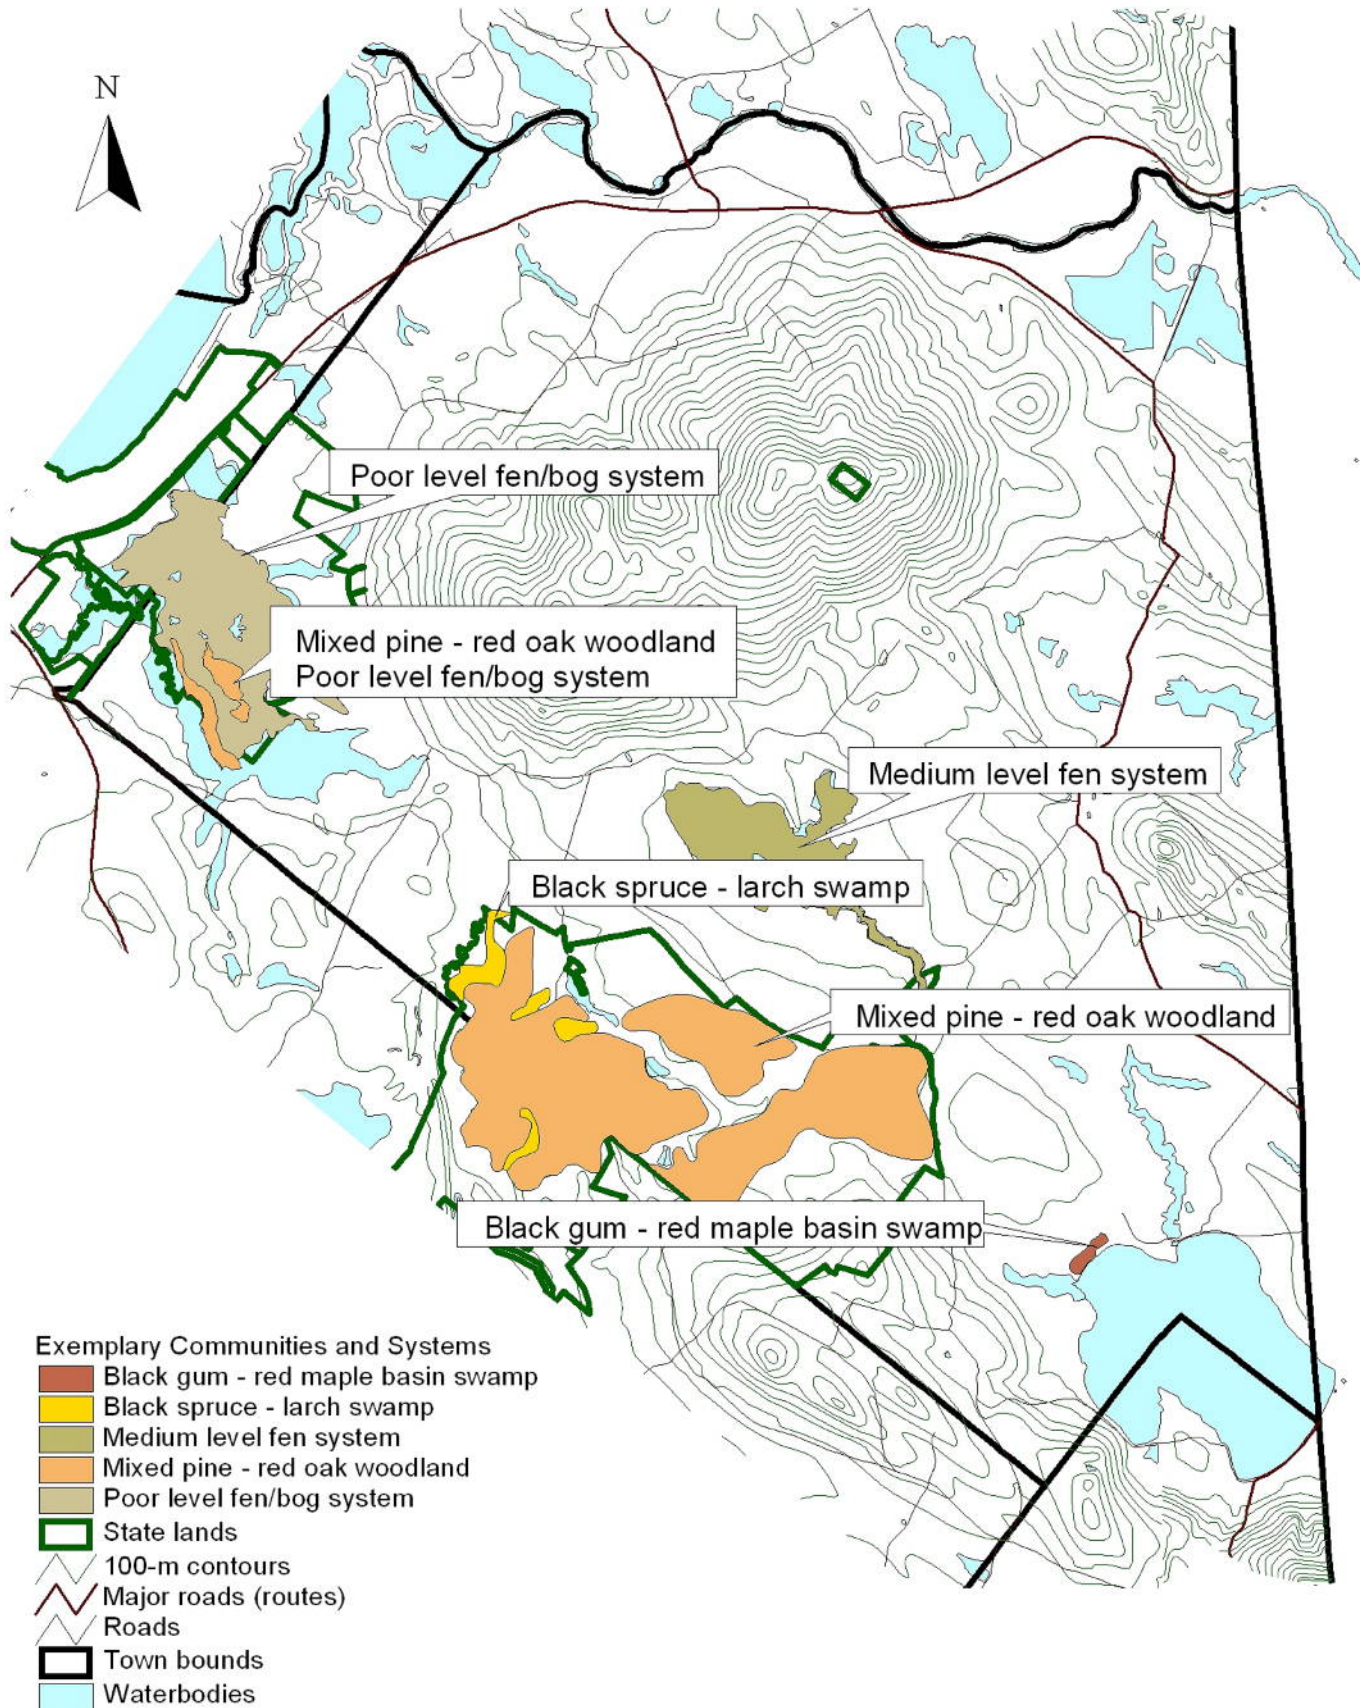 N
Poor level fen/bog system
Mixed pine - red oak woodland
Poor level fen/bog system
Medium level fen system
Black spruce - larch swamp
Mixed pine - red oak woodland
Black gum - red maple basin swamp
Exemplary Communities and Systems
Black gum - red maple basin swamp
Black spruce - larch swamp
Medium level fen system
Mixed pine - red oak woodland
Poor level fen/bog system
State lands
100-m contours
Major roads (routes)
Roads
Town bounds
Waterbodies